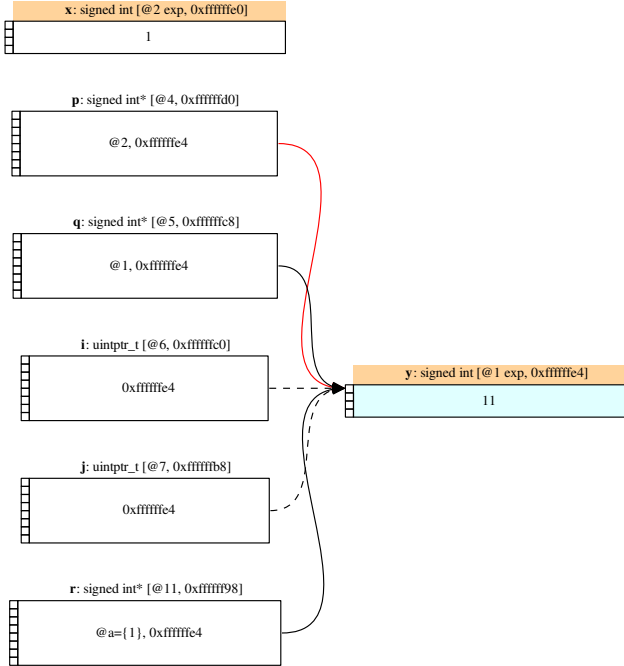 x: signed int [@2 exp, 0xffffffe0]
1
p: signed int* [@4, 0xffffffd0]
@2, 0xffffffe4
q: signed int* [@5, 0xffffffc8]
@1, 0xffffffe4
i: uintptr_t [@6, 0xffffffc0]
0xffffffe4
y: signed int [@1 exp, 0xffffffe4]
11
j: uintptr_t [@7, 0xffffffb8]
0xffffffe4
r: signed int* [@11, 0xffffff98]
@a={1}, 0xffffffe4